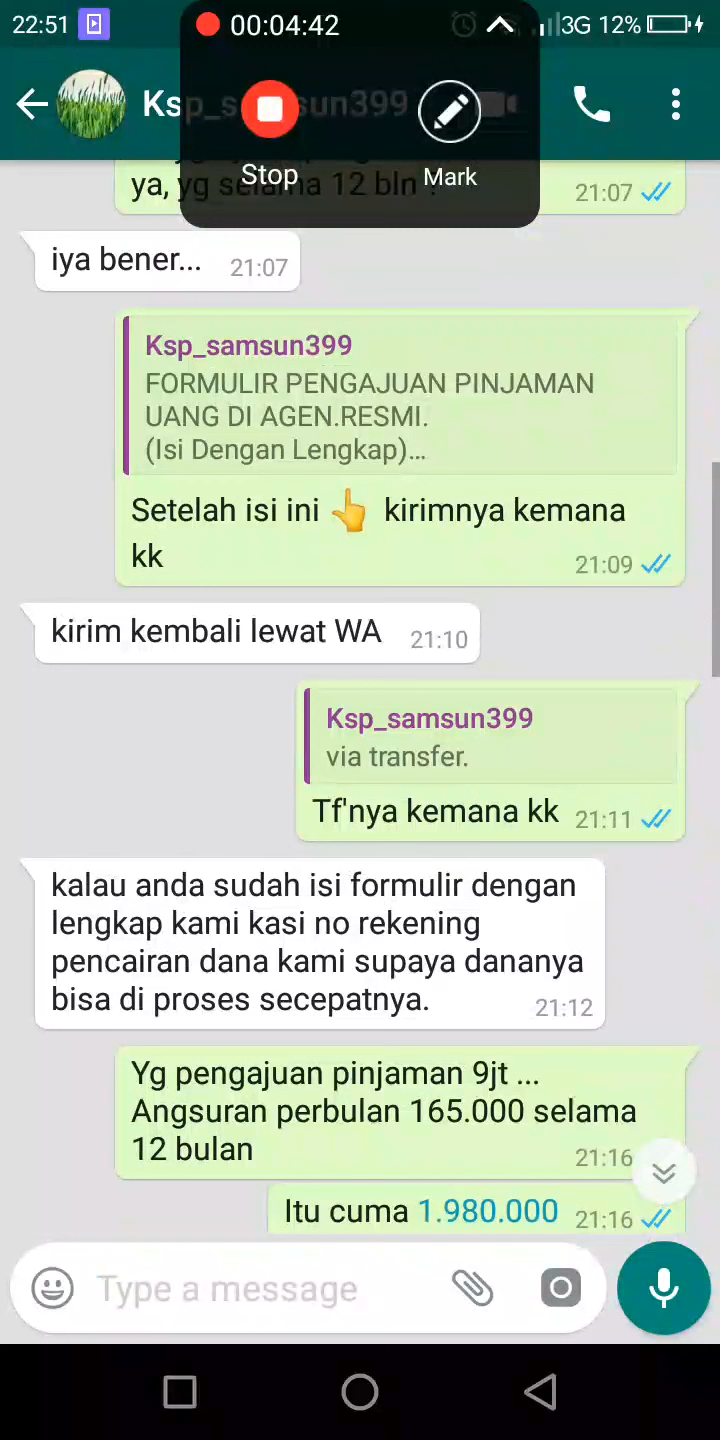 22:51
00:04:42
3G 12%
Ksp_samsun399
Stop
Mark
ya, yg selama 12 bln ?
21:07
iya bener... 21:07
Ksp_samsun399
FORMULIR PENGAJUAN PINJAMAN
UANG DI AGEN.RESMI.
(Isi Dengan Lengkap)...
Setelah isi ini 👆 kirimnya kemana
kk
21:09
kirim kembali lewat WA 21:10
Ksp_samsun399
via transfer.
Tf'nya kemana kk 21:11
kalau anda sudah isi formulir dengan
lengkap kami kasi no rekening
pencairan dana kami supaya dananya
bisa di proses secepatnya. 21:12
Yg pengajuan pinjaman 9jt ...
Angsuran perbulan 165.000 selama
12 bulan 21:16
Itu cuma 1.980.000 21:16
Type a message